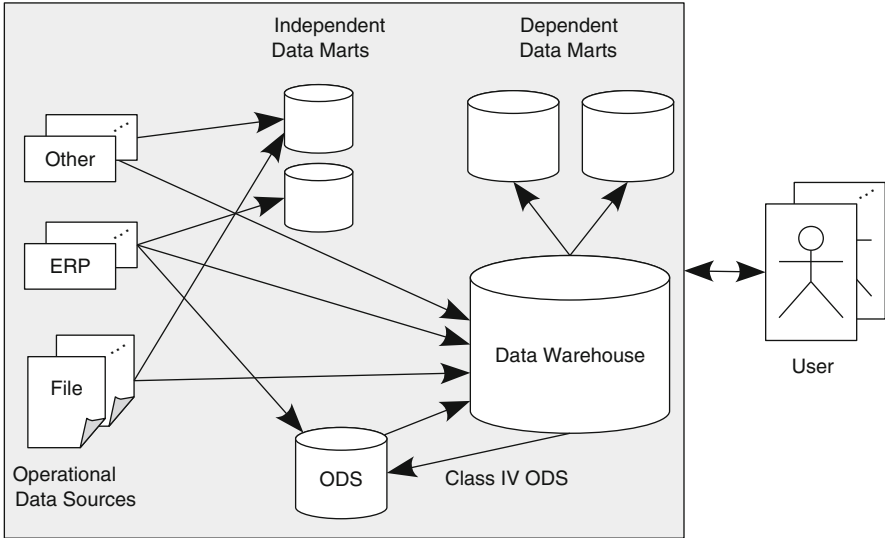 Independent
Data Marts
Dependent
Data Marts
Other
ERP
File
Operational
Data Sources
ODS
Class IV ODS
Data Warehouse
User